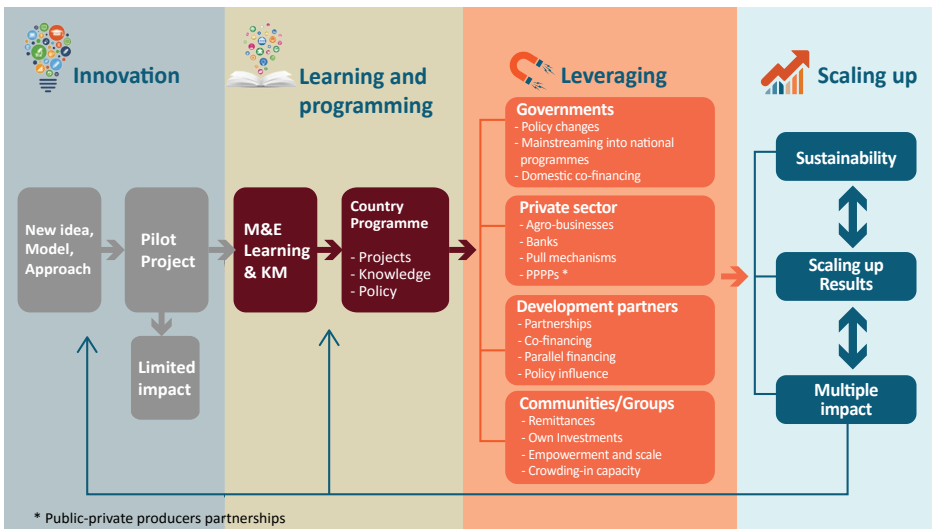 Innovation
New idea,
Model,
Approach
Pilot
Project
Limited
impact
Learning and
programming
M&E
Learning
& KM
Country
Programme
- Projects
- Knowledge
- Policy
Leveraging
Governments
- Policy changes
- Mainstreaming into national
programmes
- Domestic co-financing
Private sector
- Agro-businesses
- Banks
- Pull mechanisms
- PPPPs *
Development partners
- Partnerships
- Co-financing
- Parallel financing
- Policy influence
Communities/Groups
- Remittances
- Own Investments
- Empowerment and scale
- Crowding-in capacity
Scaling up
Sustainability
Scaling up
Results
Multiple
impact
* Public-private producers partnerships